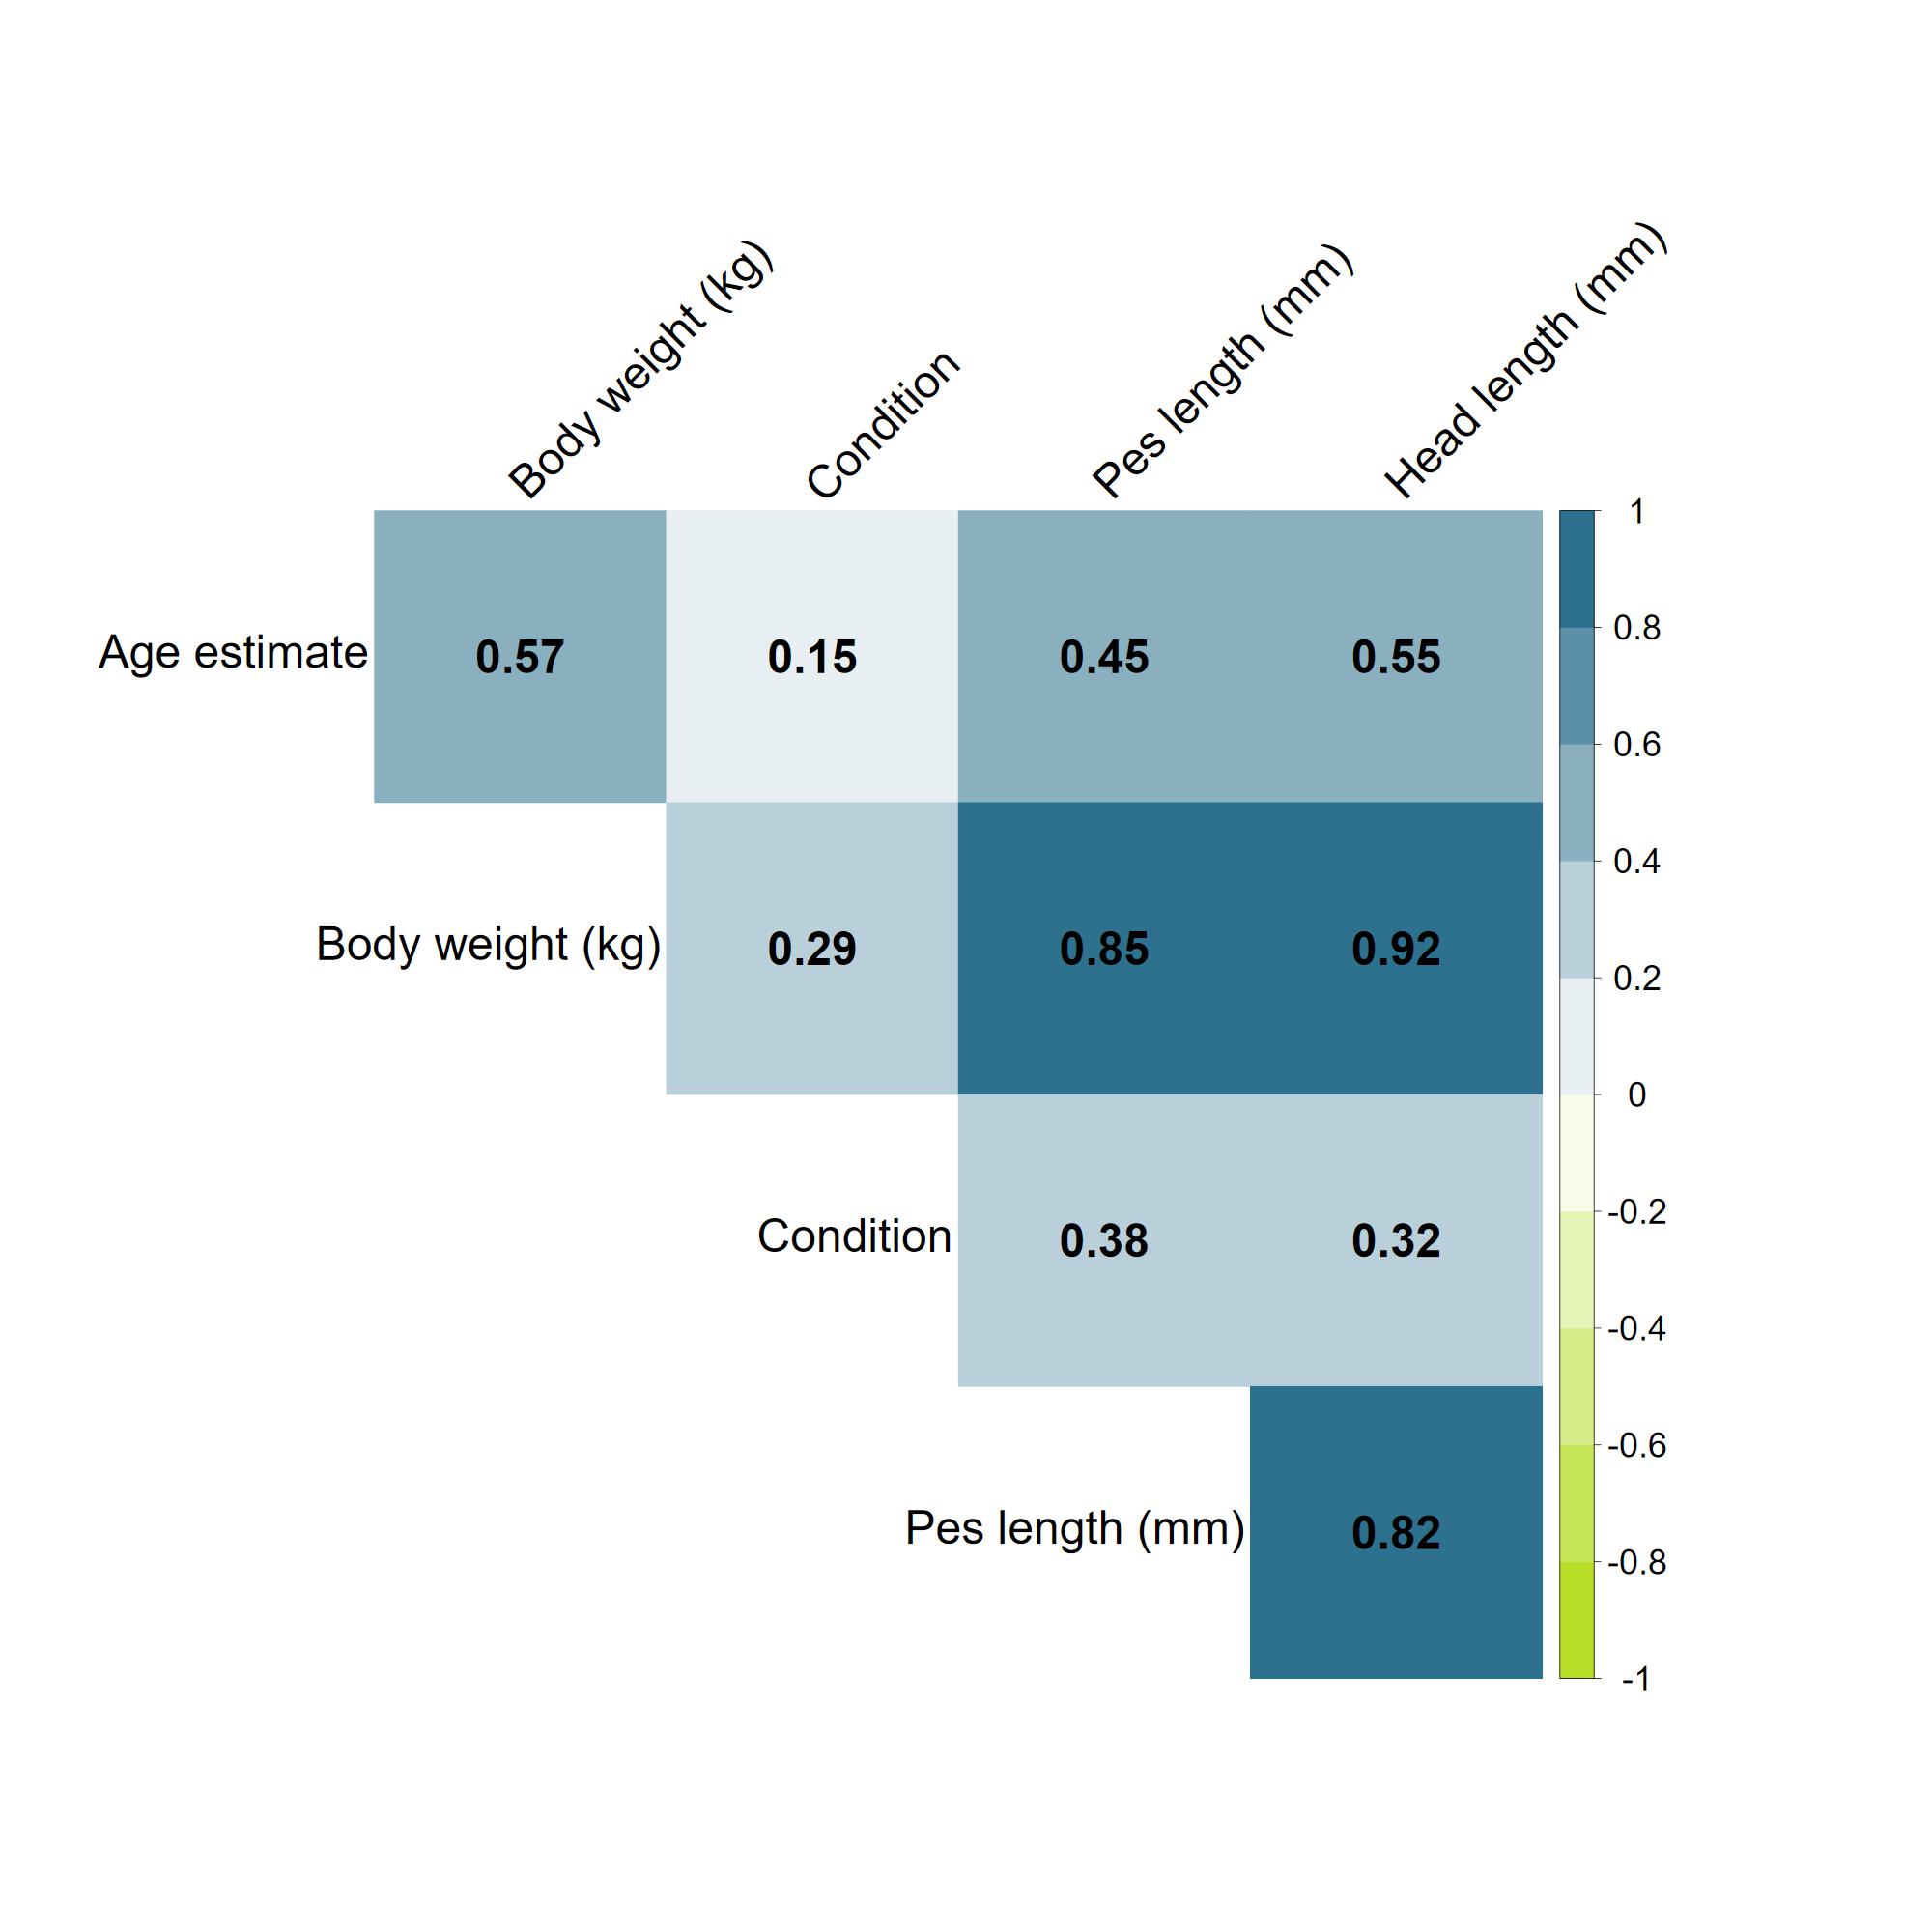 Body weight (kg)
Condition
Pes length (mm)
Head length (mm)
Age estimate
0.57
0.15
0.45
0.55
Body weight (kg)
0.29
0.85
0.92
Condition
0.38
0.32
Pes length (mm)
0.82
1
0.8
0.6
0.4
0.2
0
-0.2
-0.4
-0.6
-0.8
-1